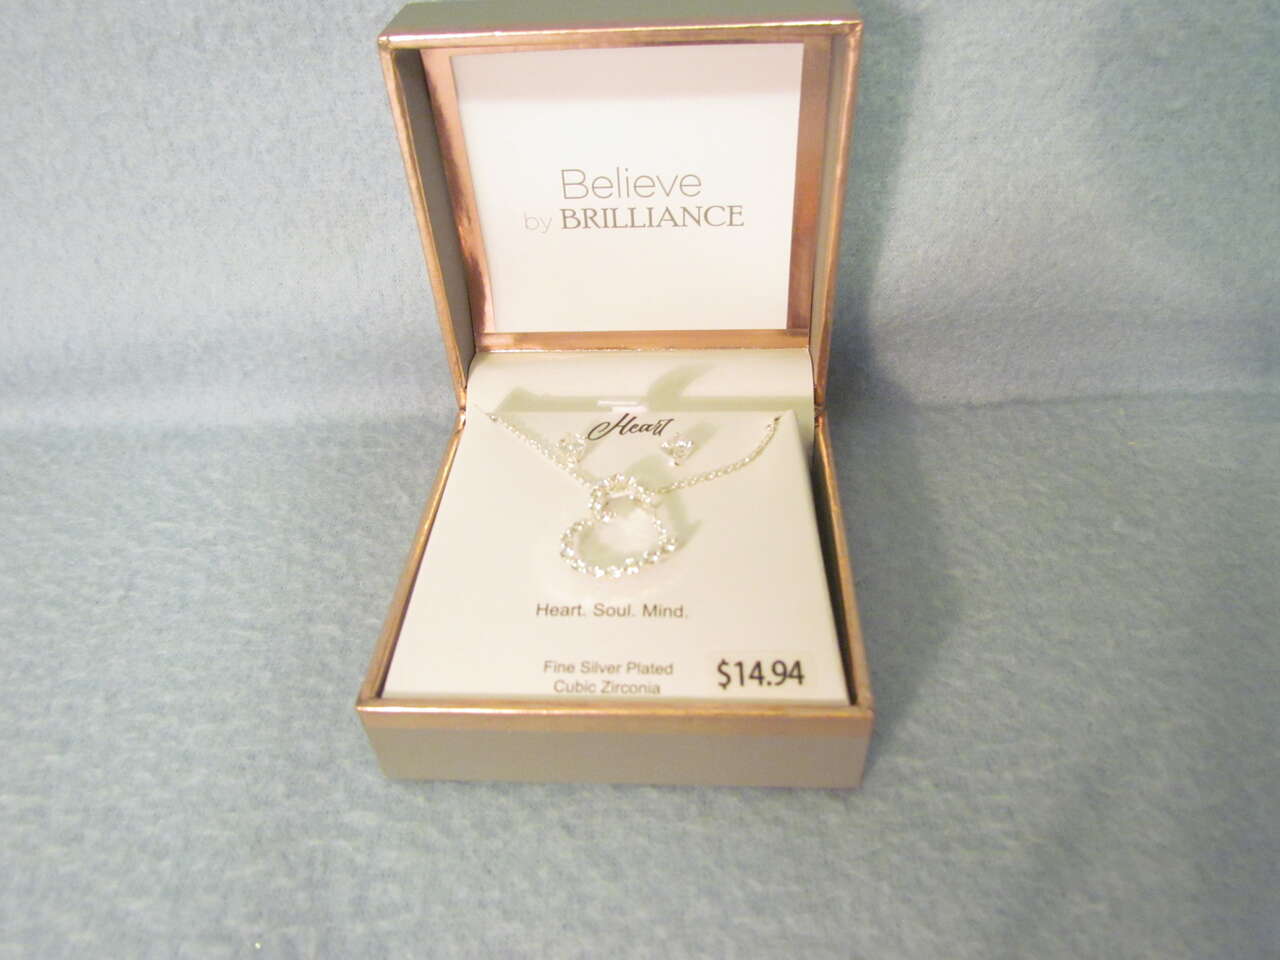 Believe
by BRILLIANCE
Heart
Heart. Soul. Mind.
Fine Silver Plated
Cubic Zirconia
$14.94